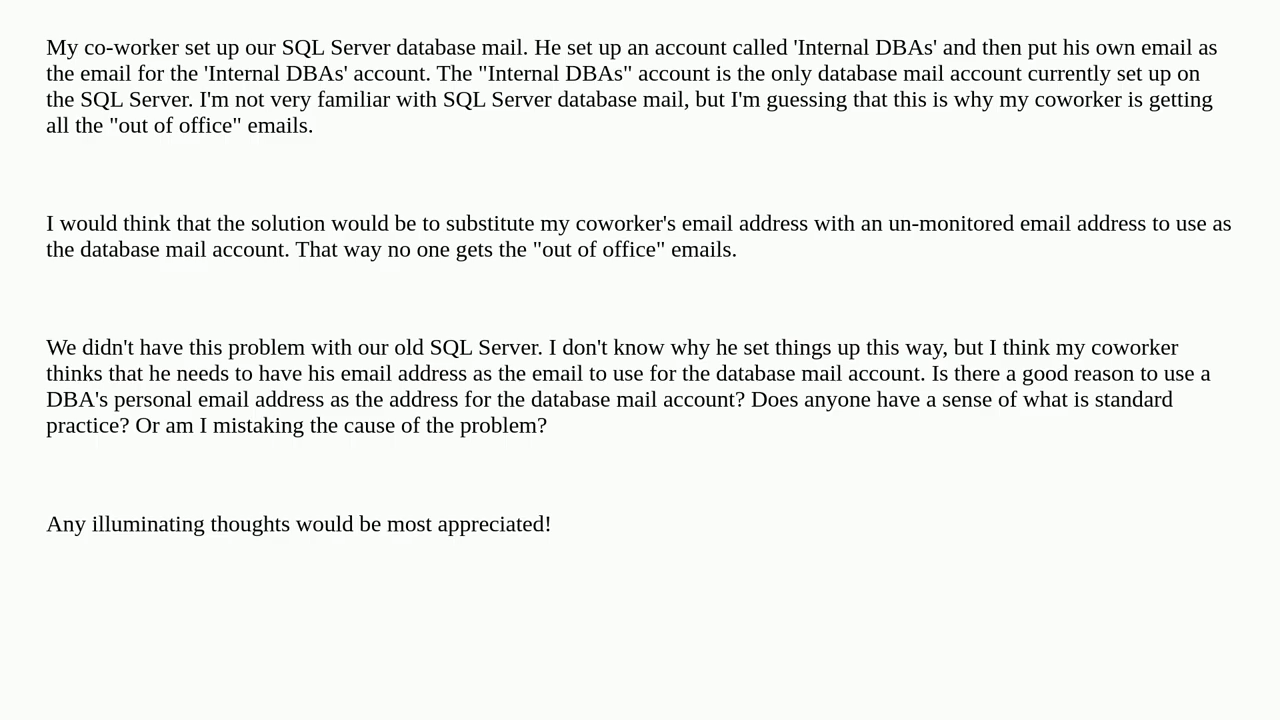 My co-worker set up our SQL Server database mail. He set up an account called 'Internal DBAs' and then put his own email as
the email for the 'Internal DBAs' account. The "Internal DBAs" account is the only database mail account currently set up on
the SQL Server. I'm not very familiar with SQL Server database mail, but I'm guessing that this is why my coworker is getting
all the "out of office" emails.
I would think that the solution would be to substitute my coworker's email address with an un-monitored email address to use as
the database mail account. That way no one gets the "out of office" emails.
We didn't have this problem with our old SQL Server. I don't know why he set things up this way, but I think my coworker
thinks that he needs to have his email address as the email to use for the database mail account. Is there a good reason to use a
DBA's personal email address as the address for the database mail account? Does anyone have a sense of what is standard
practice? Or am I mistaking the cause of the problem?
Any illuminating thoughts would be most appreciated!